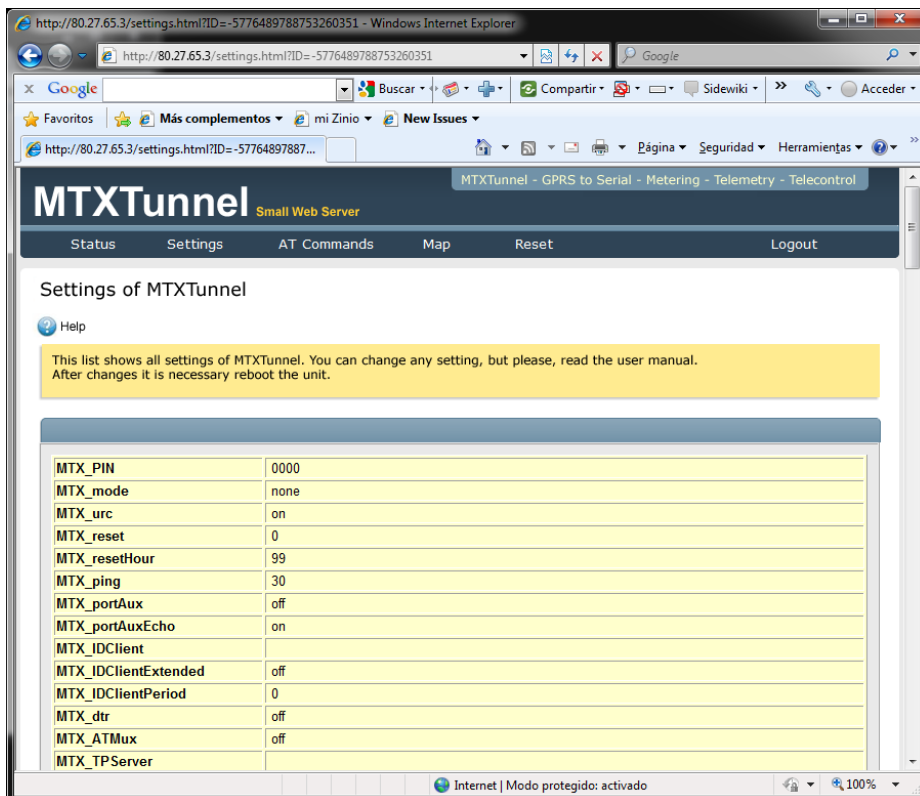 http://80.27.65.3/settings.html?ID=-5776489788753260351 - Windows Internet Explorer
http://80.27.65.3/settings.html?ID=-5776489788753260351
Google
x Google Buscar Compartir Sidewiki >> Acceder
Favoritos Más complementos mi Zinio New Issues
http://80.27.65.3/settings.html?ID=-57764897887... Página Seguridad Herramientas >>
MTXTunnel - GPRS to Serial - Metering - Telemetry - Telecontrol
MTXTunnel Small Web Server
Status Settings AT Commands Map Reset Logout
Settings of MTXTunnel
Help
This list shows all settings of MTXTunnel. You can change any setting, but please, read the user manual.
After changes it is necessary reboot the unit.
MTX_PIN 0000
MTX_mode none
MTX_urc on
MTX_reset 0
MTX_resetHour 99
MTX_ping 30
MTX_portAux off
MTX_portAuxEcho on
MTX_IDClient
MTX_IDClientExtended off
MTX_IDClientPeriod 0
MTX_dtr off
MTX_ATMux off
MTX_TPServer
Internet | Modo protegido: activado 100%